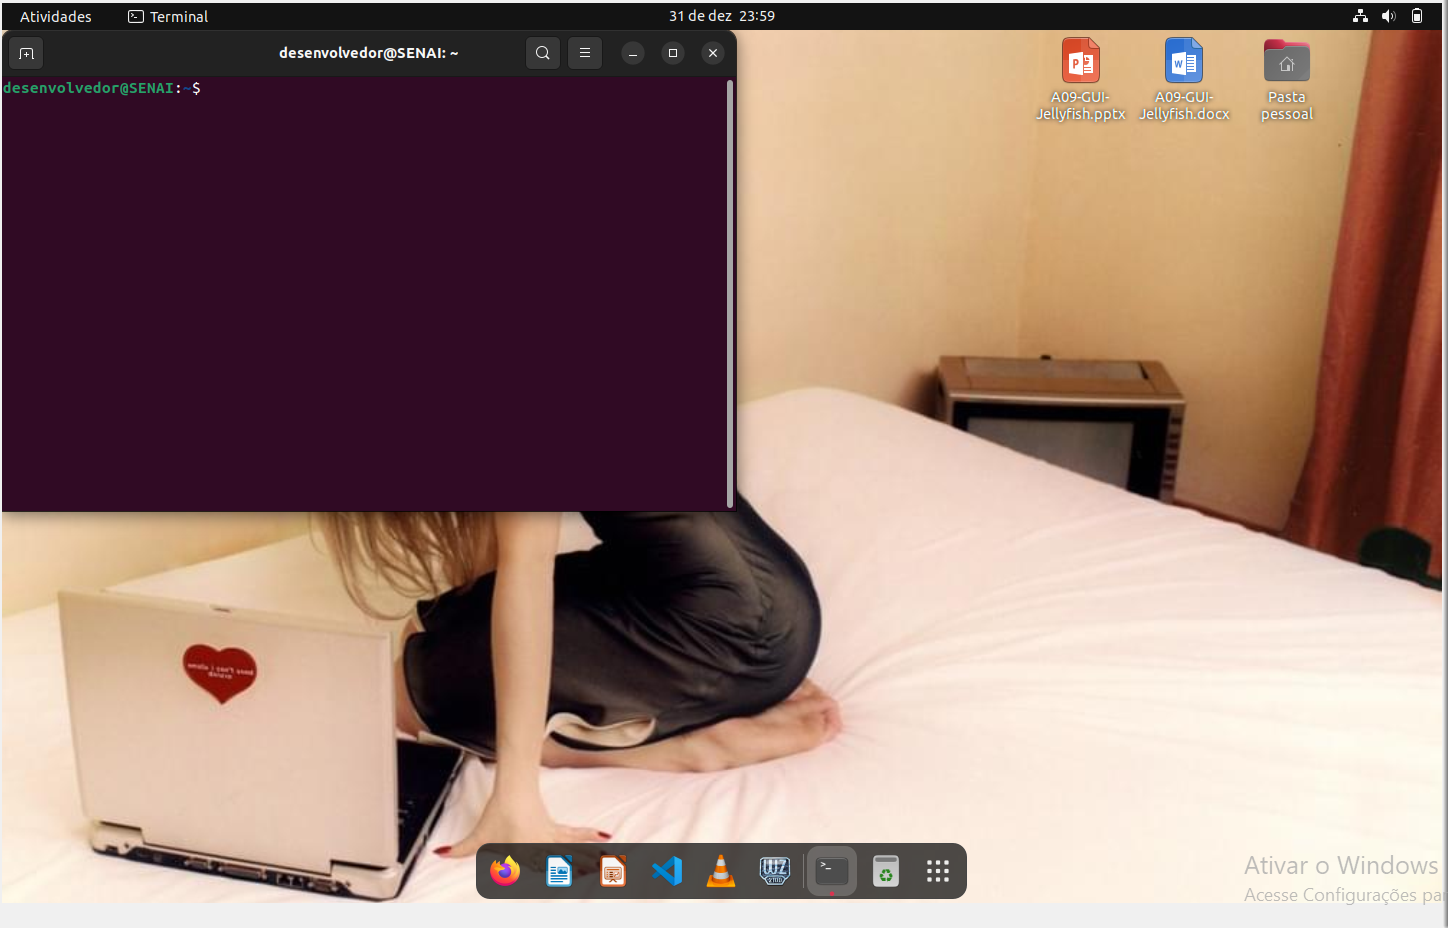 Atividades
Terminal
31 de dez 23:59
desenvolvedor@SENAI: ~
desenvolvedor@SENAI:~$
A09-GUI-
Jellyfish.pptx
A09-GUI-
Jellyfish.docx
Pasta
pessoal
P
W
>_
Ativar o Windows
Acesse Configurações pa